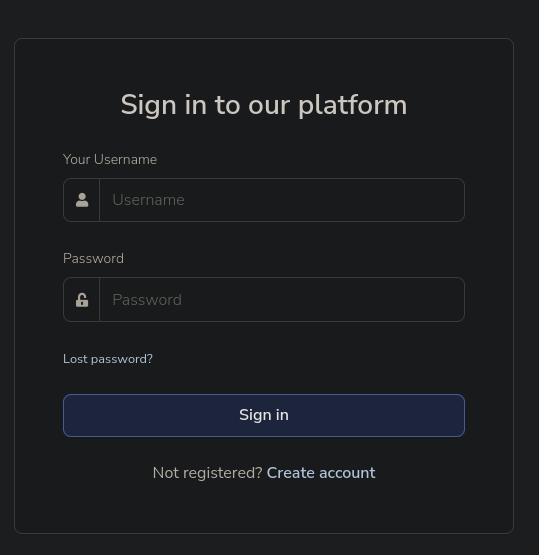 Sign in to our platform
Your Username
Username
Password
Password
Lost password?
Sign in
Not registered? Create account